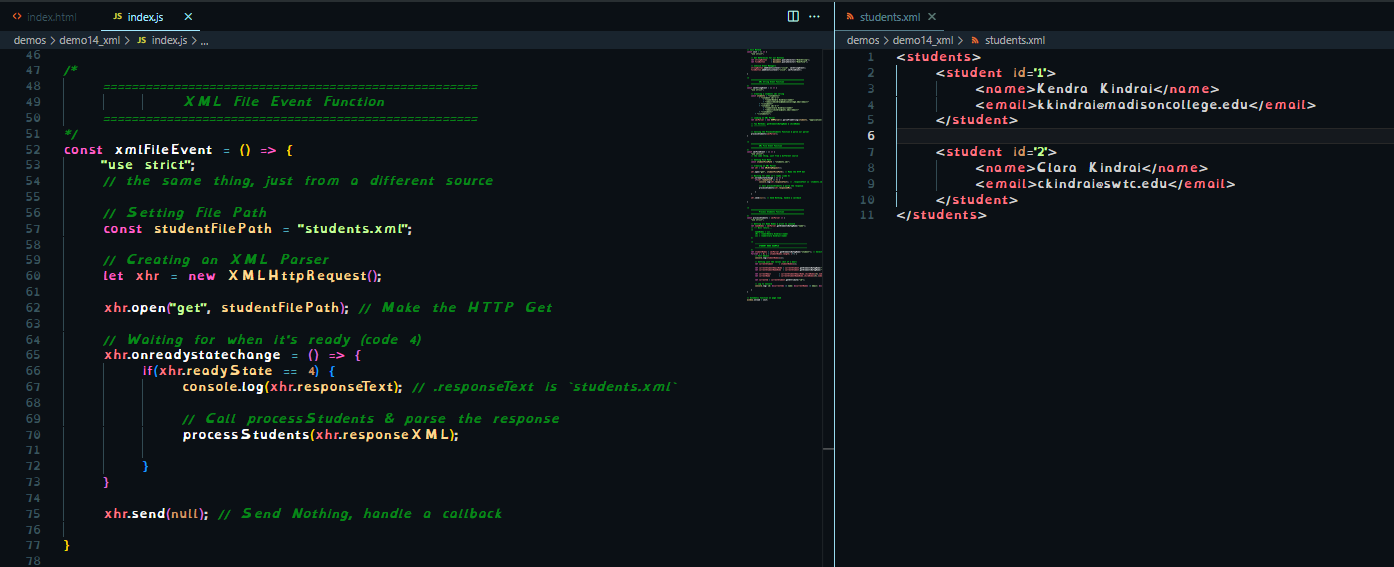 index.html
JS index.js
demos > demo14_xml > JS index.js > ...
46
47 /*
48 ====================================================
49 XML File Event Function
50 ====================================================
51 */
52 const xmlFileEvent = () => {
53 "use strict";
54 // the same thing, just from a different source
55
56 // Setting File Path
57 const studentFilePath = "students.xml";
58
59 // Creating an XML Parser
60 let xhr = new XMLHttpRequest();
61
62 xhr.open("get", studentFilePath); // Make the HTTP Get
63
64 // Waiting for when it's ready (code 4)
65 xhr.onreadystatechange = () => {
66 if(xhr.readyState == 4) {
67 console.log(xhr.responseText); // .responseText is `students.xml`
68
69 // Call processStudents & parse the response
70 processStudents(xhr.responseXML);
71
72 }
73 }
74
75 xhr.send(null); // Send Nothing, handle a callback
76
77 }
78
students.xml
demos > demo14_xml > students.xml
1 <students>
2 <student id="1">
3 <name>Kendra Kindrai</name>
4 <email>kkindrai@madisoncollege.edu</email>
5 </student>
6
7 <student id="2">
8 <name>Clara Kindrai</name>
9 <email>ckindrai@swtc.edu</email>
10 </student>
11 </students>